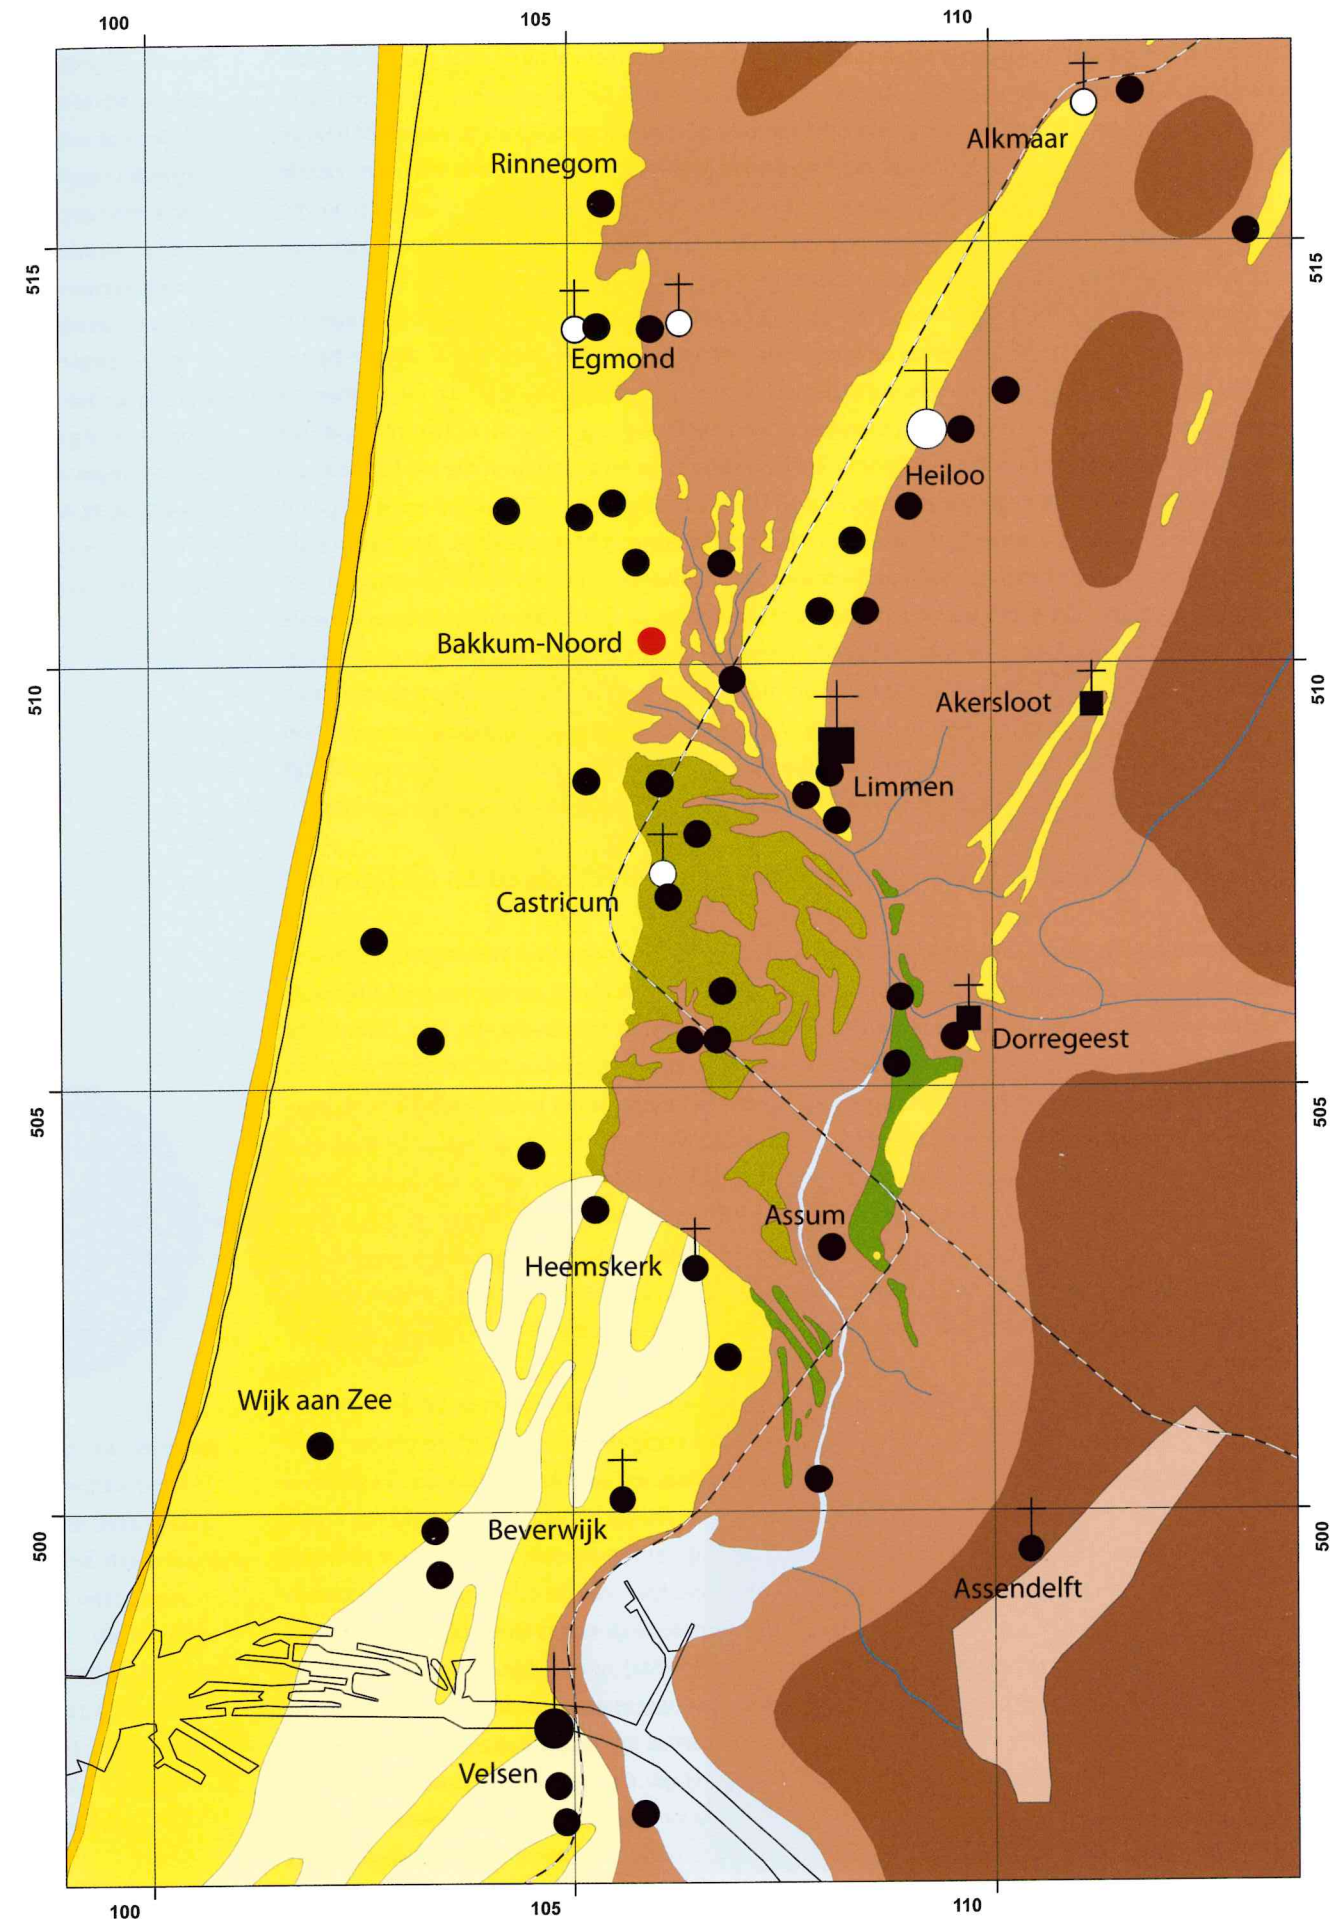 100
105
110
Alkmaar
Rinnegom
515
515
Egmond
Heiloo
Bakkum-Noord
510
510
Akersloot
Limmen
Castricum
Dorregeest
505
505
Assum
Heemskerk
Wijk aan Zee
Beverwijk
500
500
Assendelft
Velsen
100
105
110